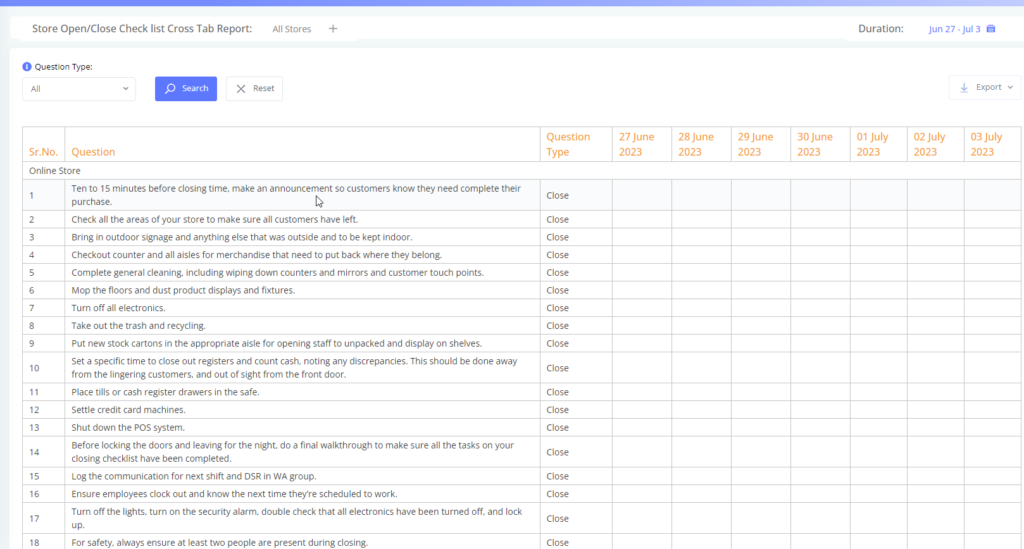 Store Open/Close Check list Cross Tab Report: All Stores +
Duration: Jun 27 - Jul 3
Question Type:
All Search Reset Export
Sr.No. Question Question Type 27 June 2023 28 June 2023 29 June 2023 30 June 2023 01 July 2023 02 July 2023 03 July 2023
Online Store
1 Ten to 15 minutes before closing time, make an announcement so customers know they need complete their
purchase. Close
2 Check all the areas of your store to make sure all customers have left. Close
3 Bring in outdoor signage and anything else that was outside and to be kept indoor. Close
4 Checkout counter and all aisles for merchandise that need to put back where they belong. Close
5 Complete general cleaning, including wiping down counters and mirrors and customer touch points. Close
6 Mop the floors and dust product displays and fixtures. Close
7 Turn off all electronics. Close
8 Take out the trash and recycling. Close
9 Put new stock cartons in the appropriate aisle for opening staff to unpacked and display on shelves. Close
10 Set a specific time to close out registers and count cash, noting any discrepancies. This should be done away
from the lingering customers, and out of sight from the front door. Close
11 Place tills or cash register drawers in the safe. Close
12 Settle credit card machines. Close
13 Shut down the POS system. Close
14 Before locking the doors and leaving for the night, do a final walkthrough to make sure all the tasks on your
closing checklist have been completed. Close
15 Log the communication for next shift and DSR in WA group. Close
16 Ensure employees clock out and know the next time they're scheduled to work. Close
17 Turn off the lights, turn on the security alarm, double check that all electronics have been turned off, and lock
up. Close
18 For safety, always ensure at least two people are present during closing. Close